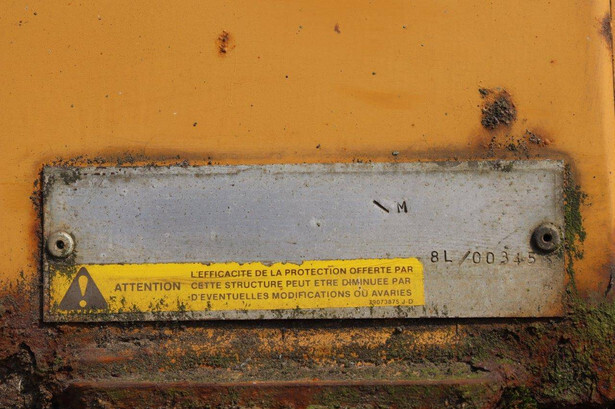 \ M
8L/00345
ATTENTION
L'EFFICACITE DE LA PROTECTION OFFERTE PAR
CETTE STRUCTURE PEUT ETRE DIMINUEE PAR
D'EVENTUELLES MODIFICATIONS OU AVARIES